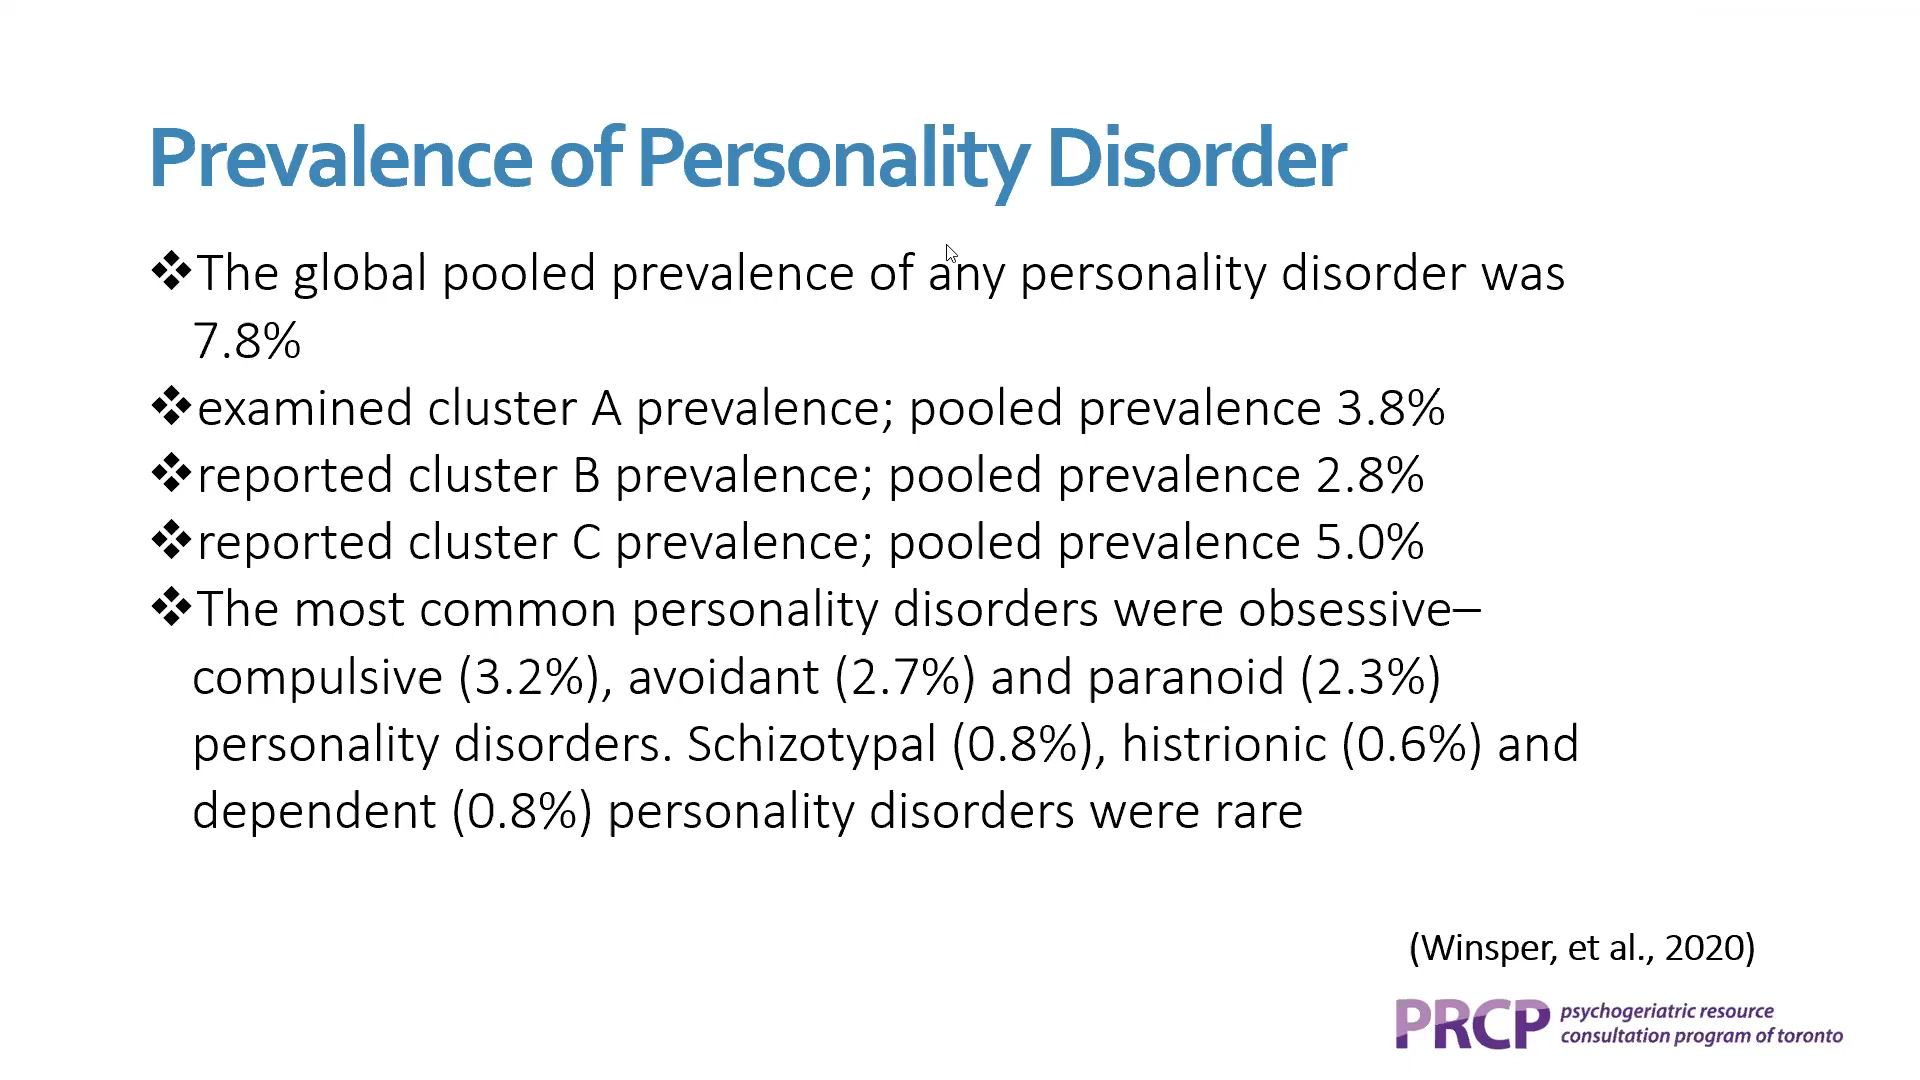 Prevalence of Personality Disorder
❖The global pooled prevalence of any personality disorder was
7.8%
❖examined cluster A prevalence; pooled prevalence 3.8%
❖reported cluster B prevalence; pooled prevalence 2.8%
❖reported cluster C prevalence; pooled prevalence 5.0%
❖The most common personality disorders were obsessive–
compulsive (3.2%), avoidant (2.7%) and paranoid (2.3%)
personality disorders. Schizotypal (0.8%), histrionic (0.6%) and
dependent (0.8%) personality disorders were rare
(Winsper, et al., 2020)
PRCP psychogeriatric resource
consultation program of toronto